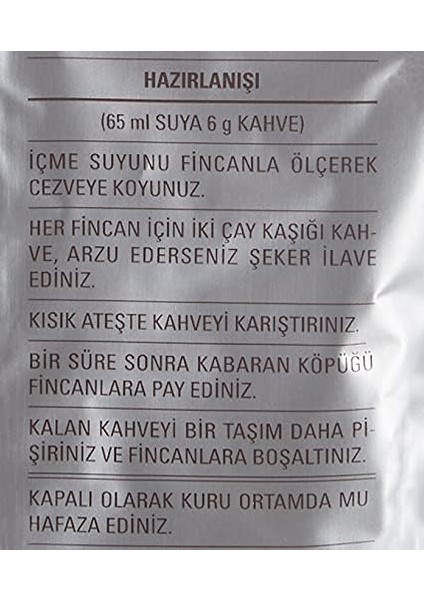 HAZIRLANIŞI
(65 ml SUYA 6 g KAHVE)
İÇME SUYUNU FİNCANLA ÖLÇEREK
CEZVEYE KOYUNUZ.
HER FİNCAN İÇİN İKİ ÇAY KAŞIĞI KAH-
VE, ARZU EDERSENİZ ŞEKER İLAVE
EDİNİZ.
KISIK ATEŞTE KAHVEYİ KARIŞTIRINIZ.
BİR SÜRE SONRA KABARAN KÖPÜĞÜ
FİNCANLARA PAY EDİNİZ.
KALAN KAHVEYİ BİR TAŞIM DAHA Pİ-
ŞİRİNİZ VE FİNCANLARA BOŞALTINIZ.
KAPALI OLARAK KURU ORTAMDA MU
HAFAZA EDİNİZ.